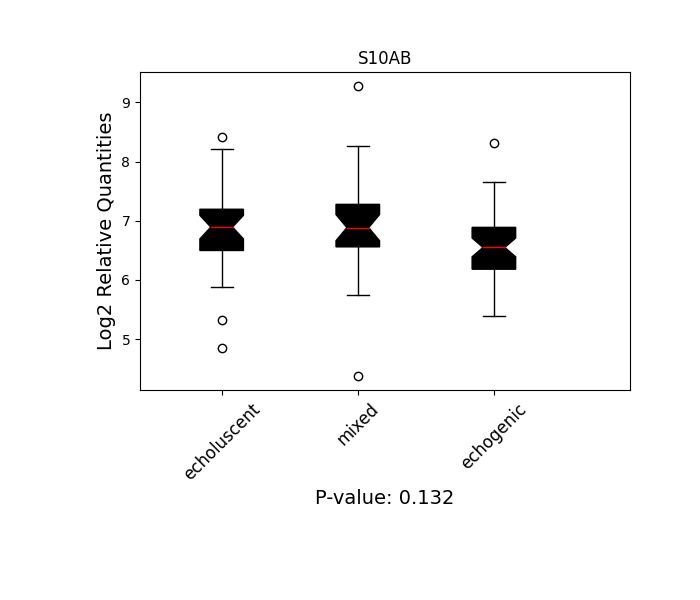 S10AB
Log2 Relative Quantities
9
8
7
6
5
echoluscent
mixed
echogenic
P-value: 0.132